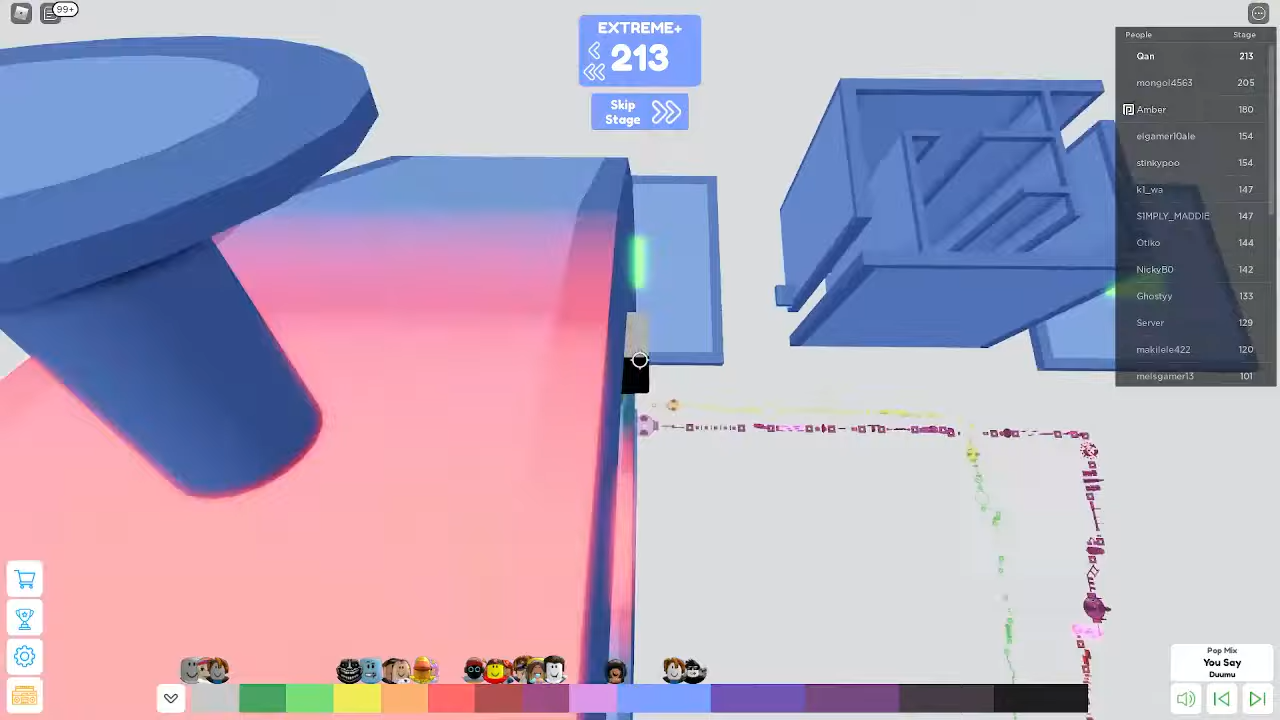 99+
EXTREME+
213
Skip
Stage
People Stage
Qan 213
mongol4563 205
Amber 180
elgamer10ale 154
stinkypoo 154
k1_wa 147
SIMPLY_MADDIE 147
Otiko 144
NickyB0 142
Ghostyy 133
Server 129
makilele422 120
melsgamer13 101
Pop Mix
You Say
Duumu